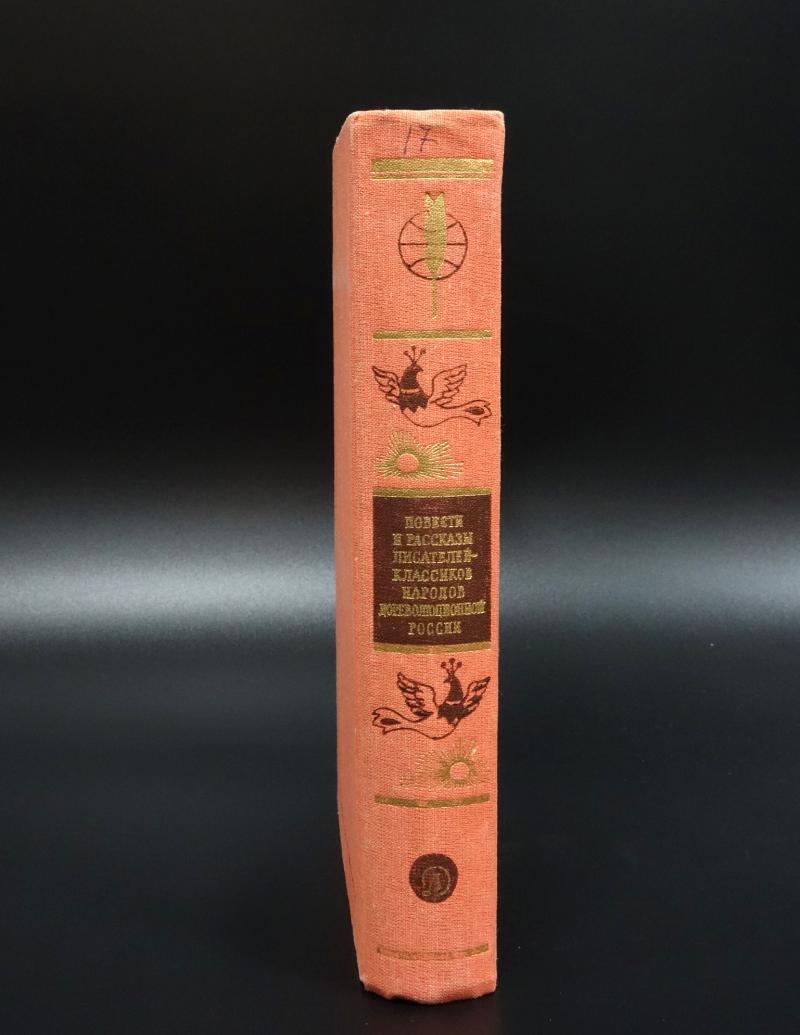 17
ПОВЕСТИ
И РАССКАЗЫ
ПИСАТЕЛЕЙ-
КЛАССИКОВ
НАРОДОВ
ДОРЕВОЛЮЦИОННОЙ
РОССИИ